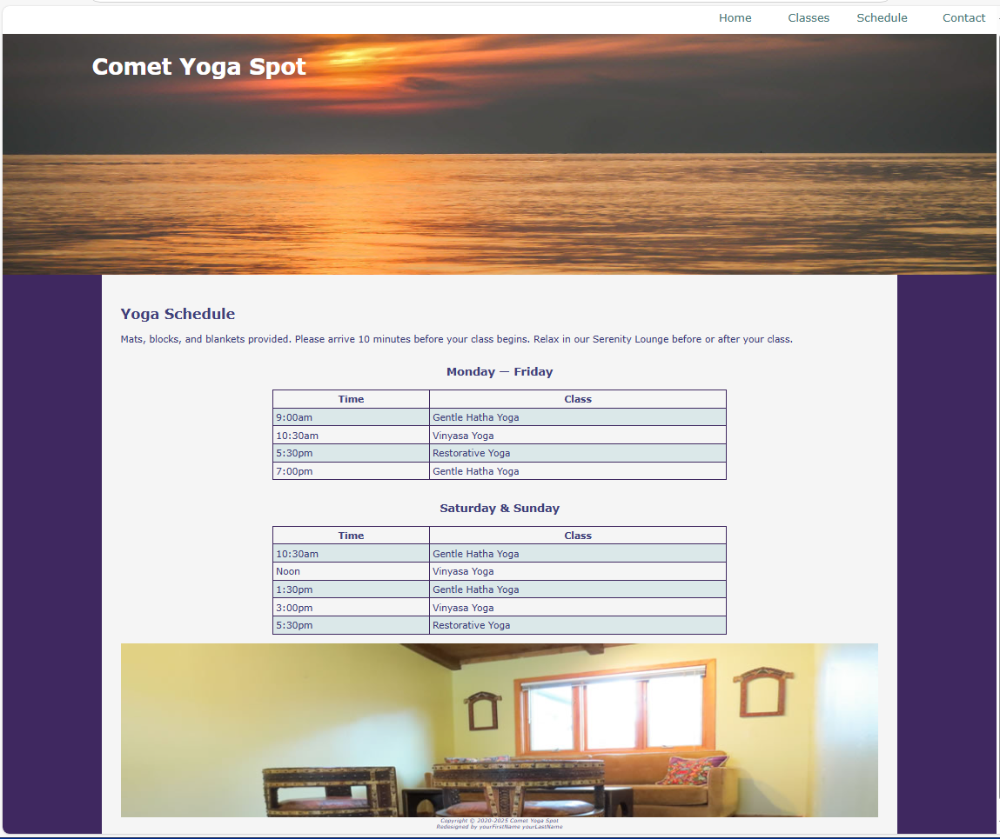 Home Classes Schedule Contact
Comet Yoga Spot
Yoga Schedule
Mats, blocks, and blankets provided. Please arrive 10 minutes before your class begins. Relax in our Serenity Lounge before or after your class.
Monday — Friday
Time Class
9:00am Gentle Hatha Yoga
10:30am Vinyasa Yoga
5:30pm Restorative Yoga
7:00pm Gentle Hatha Yoga
Saturday & Sunday
Time Class
10:30am Gentle Hatha Yoga
Noon Vinyasa Yoga
1:30pm Gentle Hatha Yoga
3:00pm Vinyasa Yoga
5:30pm Restorative Yoga
Copyright © 2020-2025 Comet Yoga Spot
Redesigned by yourFirstName yourLastName